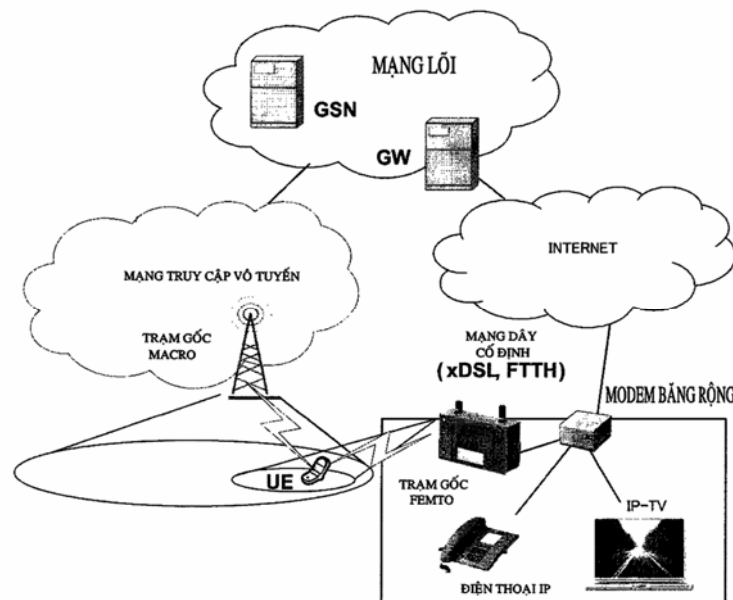 MẠNG LÕI
GSN
GW
INTERNET
MẠNG TRUY CẬP VÔ TUYẾN
TRẠM GỐC
MACRO
MẠNG DÂY
CỐ ĐỊNH
(xDSL, FTTH)
MODEM BĂNG RỘNG
UE
TRẠM GỐC
FEMTO
IP-TV
ĐIỆN THOẠI IP